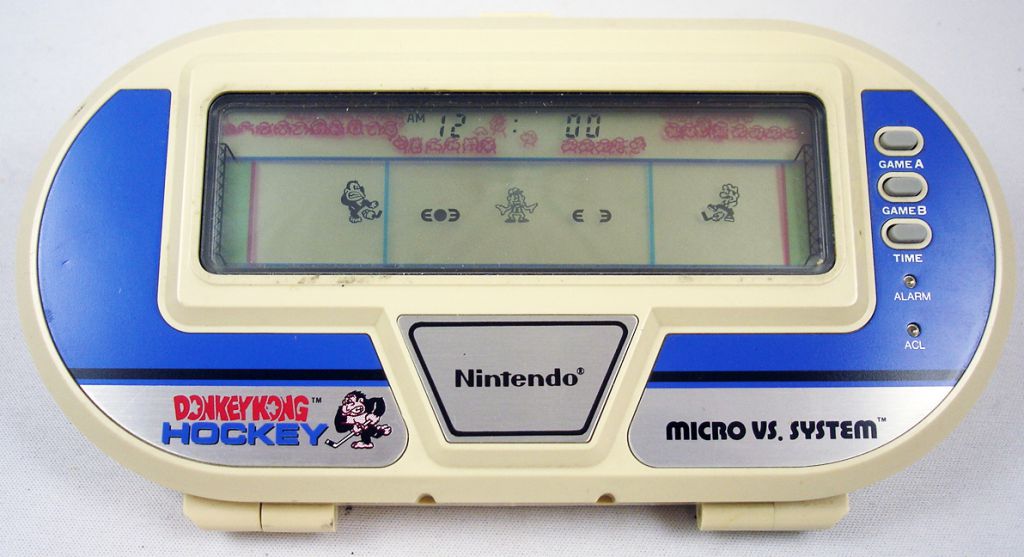 AM 12 : 00
GAME A
GAME B
TIME
ALARM
ACL
Nintendo®
DONKEY KONG™
HOCKEY
MICRO VS. SYSTEM™